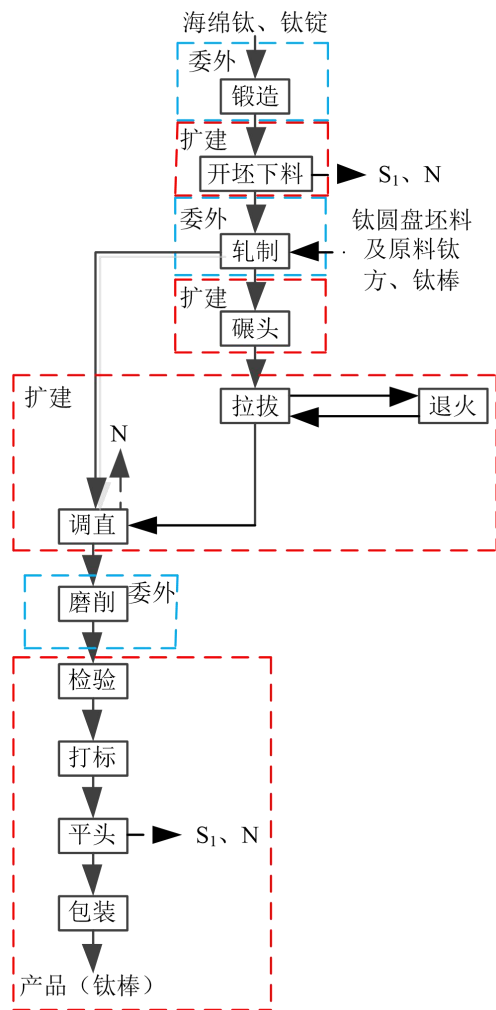 海绵钛、钛锭
委外
锻造
扩建
开坯下料
S₁、N
委外
轧制
钛圆盘坯料
及原料钛
方、钛棒
扩建
碾头
扩建
拉拔
退火
N
调直
磨削
委外
检验
打标
平头
S₁、N
包装
产品（钛棒）